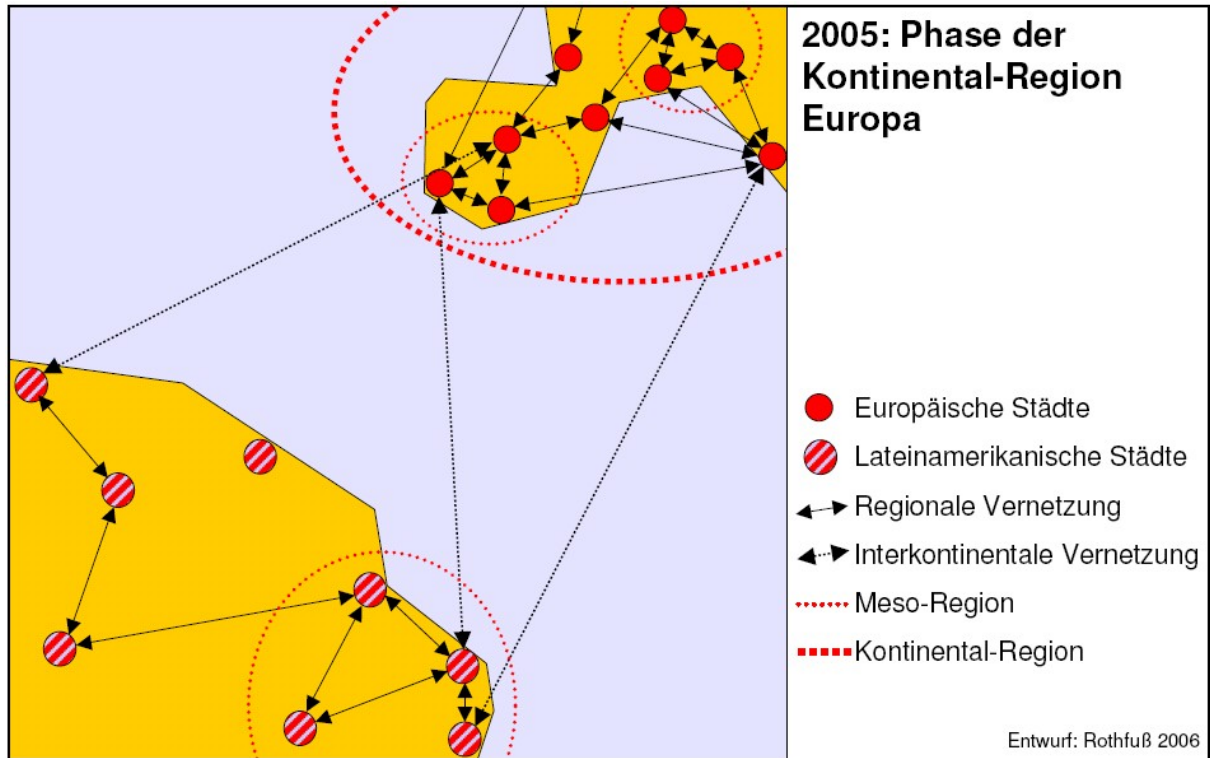 2005: Phase der
Kontinental-Region
Europa
Europäische Städte
Lateinamerikanische Städte
Regionale Vernetzung
Interkontinentale Vernetzung
Meso-Region
Kontinental-Region
Entwurf: Rothfuß 2006